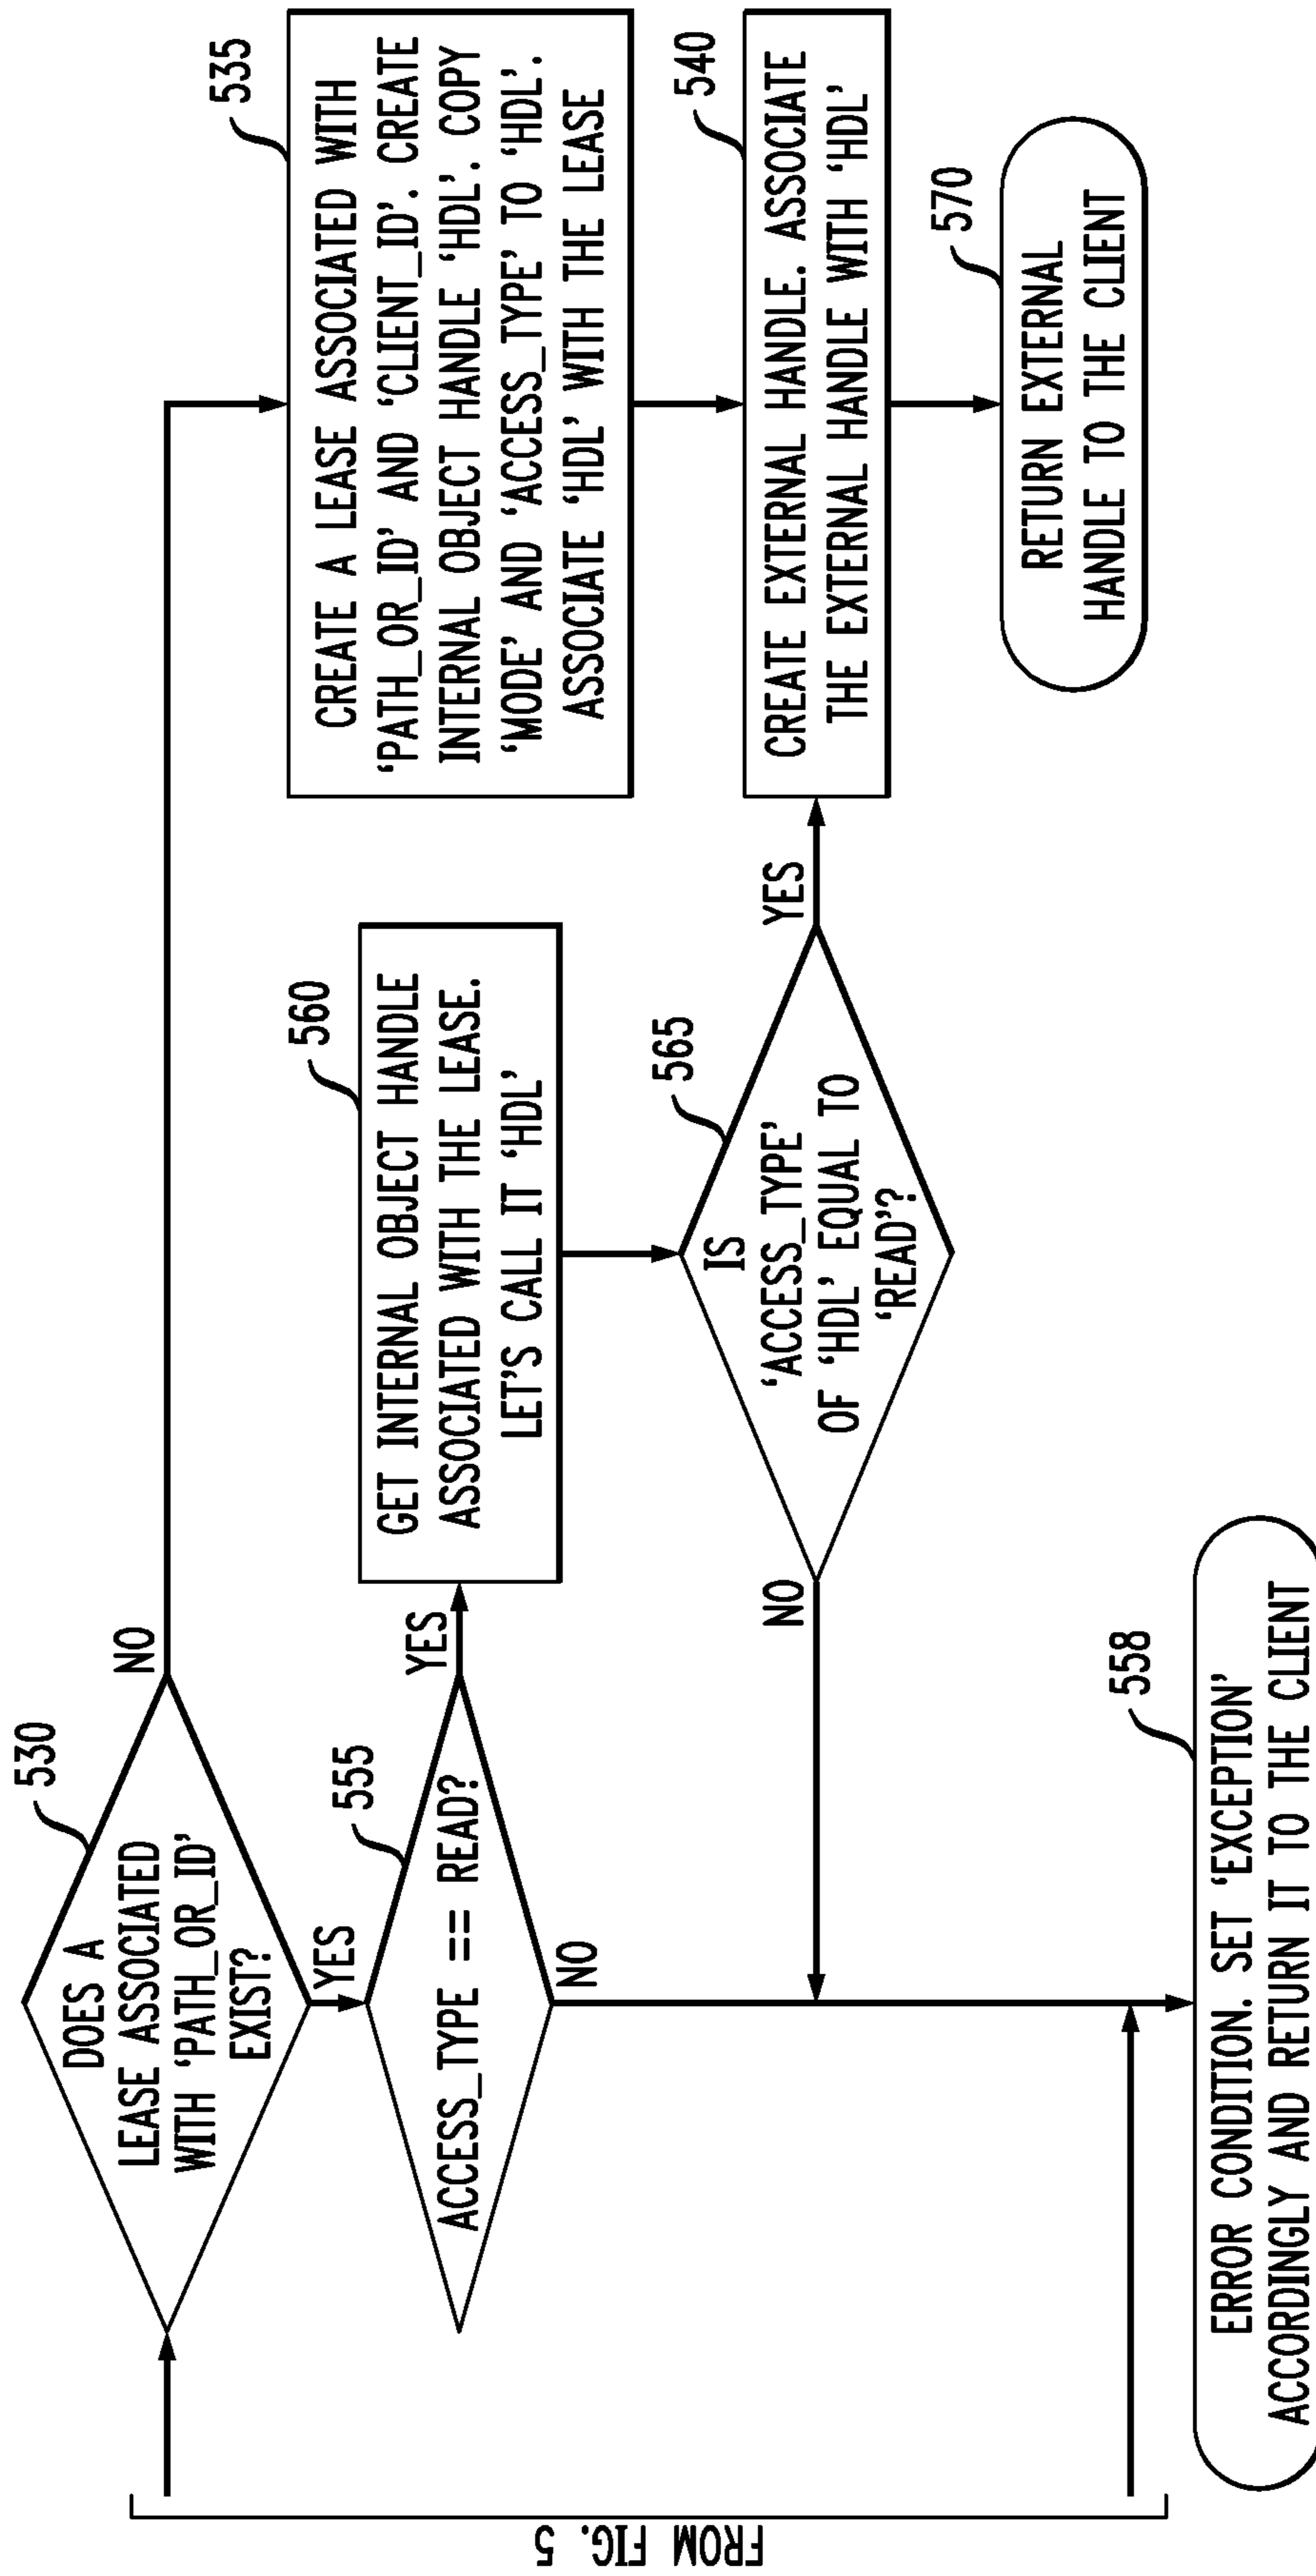 FROM FIG. 5
530
DOES A
LEASE ASSOCIATED
WITH ‘PATH_OR_ID’
EXIST?
NO
YES
535
CREATE A LEASE ASSOCIATED WITH
‘PATH_OR_ID’ AND ‘CLIENT_ID’. CREATE
INTERNAL OBJECT HANDLE ‘HDL’. COPY
‘MODE’ AND ‘ACCESS_TYPE’ TO ‘HDL’.
ASSOCIATE ‘HDL’ WITH THE LEASE
555
ACCESS_TYPE == READ?
YES
NO
560
GET INTERNAL OBJECT HANDLE
ASSOCIATED WITH THE LEASE.
LET'S CALL IT ‘HDL’
565
IS
‘ACCESS_TYPE’
OF ‘HDL’ EQUAL TO
‘READ’?
NO
YES
540
CREATE EXTERNAL HANDLE. ASSOCIATE
THE EXTERNAL HANDLE WITH ‘HDL’
570
RETURN EXTERNAL
HANDLE TO THE CLIENT
558
ERROR CONDITION. SET ‘EXCEPTION’
ACCORDINGLY AND RETURN IT TO THE CLIENT